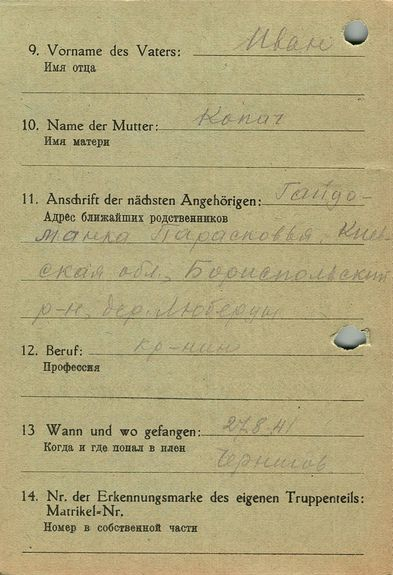 9. Vorname des Vaters: Иван
Имя отца
10. Name der Mutter: Копач
Имя матери
11. Anschrift der nächsten Angehörigen: Гайдо-
Адрес ближайших родственников
манка Парасковья, Киев-
ская обл., Бориспольский
р-н, дер. Любарцы
12. Beruf: кр-нин
Профессия
13 Wann und wo gefangen: 27.8.41
Когда и где попал в плен
Чернигов
14. Nr. der Erkennungsmarke des eigenen Truppenteils:
Matrikel-Nr.
Номер в собственной части